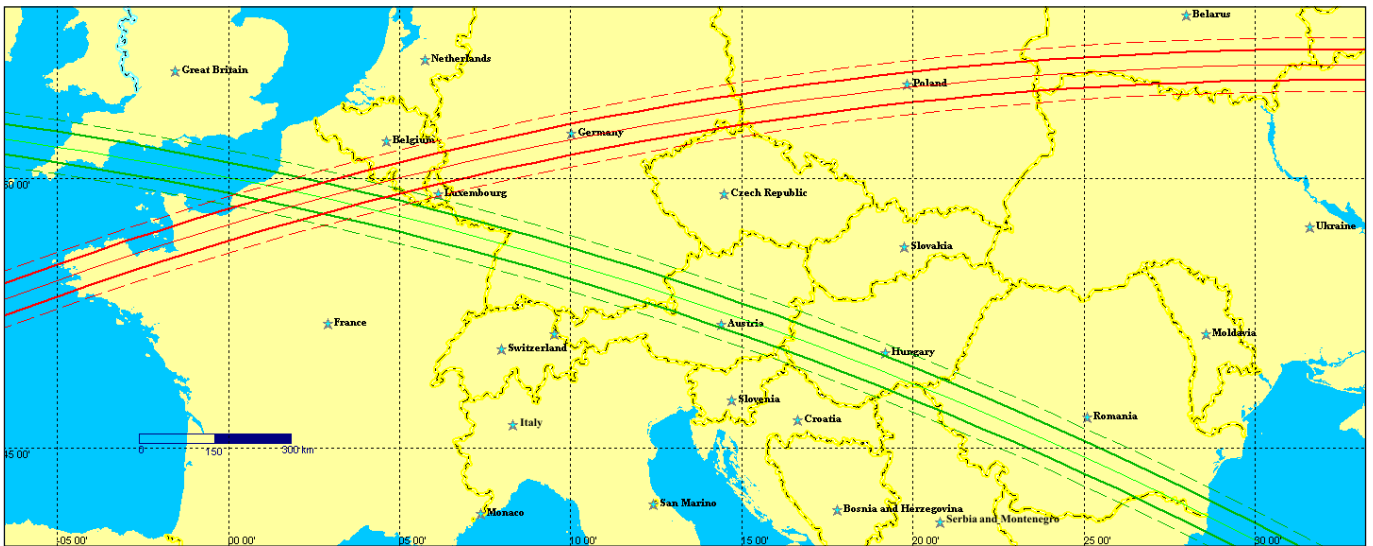 Belarus
Netherlands
Great Britain
Poland
Germany
Belgium
00'
Luxembourg
Czech Republic
Ukraine
Slovakia
France
Austria
Moldavia
Switzerland
Hungary
Slovenia
Romania
Croatia
Italy
0 150 300 km
45 00'
San Marino
Monaco
Bosnia and Herzegovina
Serbia and Montenegro
-05 00' 00 00' 05 00' 10 00' 15 00' 20 00' 25 00' 30 00'